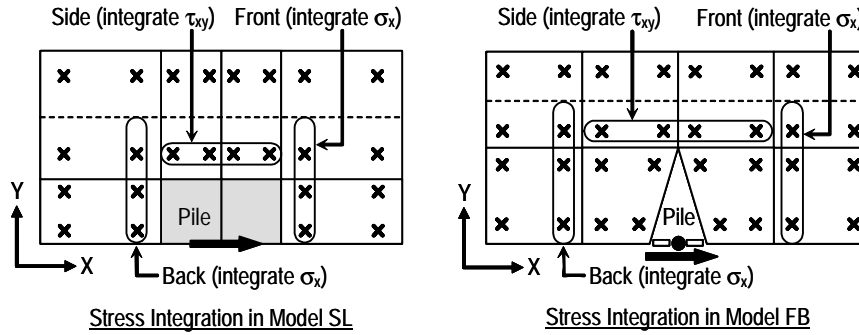 Side (integrate τxy)
Front (integrate σx)
Pile
Y
X
Back (integrate σx)
Stress Integration in Model SL
Side (integrate τxy)
Front (integrate σx)
Pile
Y
X
Back (integrate σx)
Stress Integration in Model FB